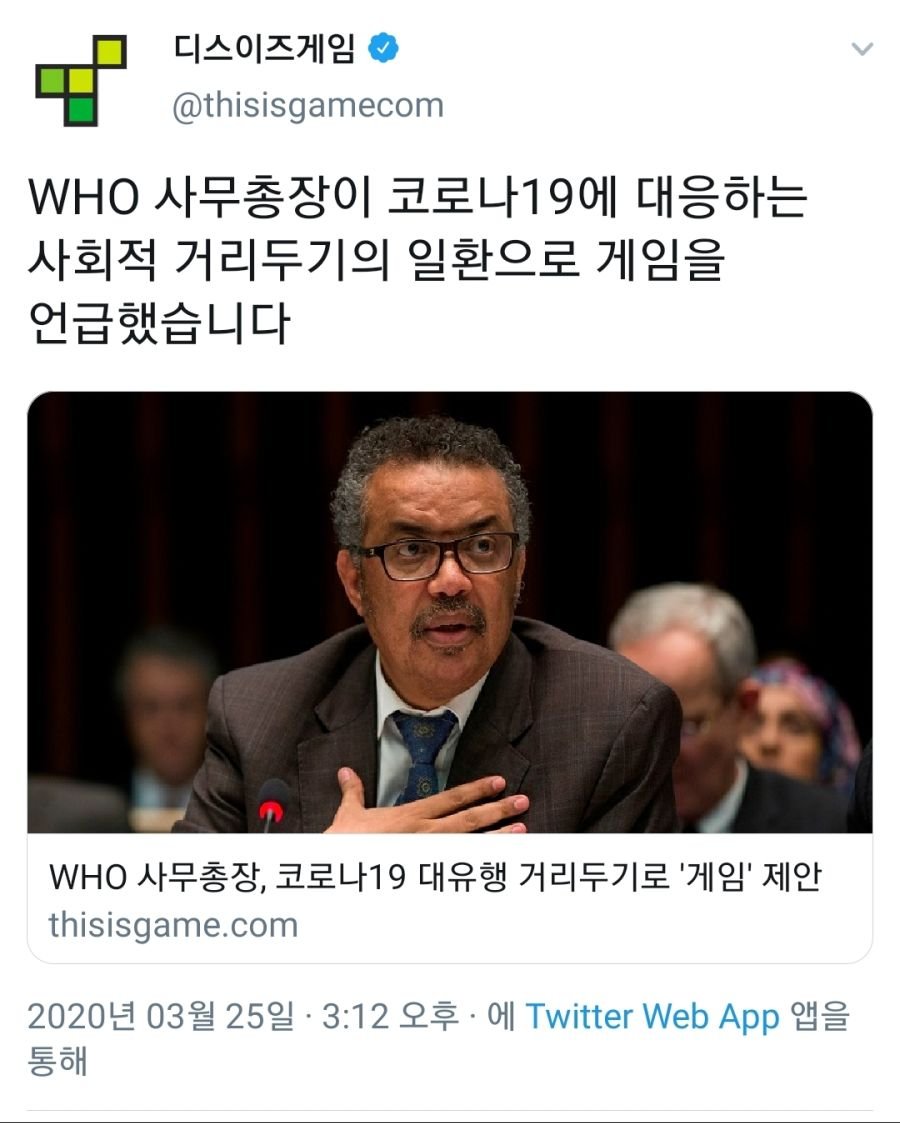 디스이즈게임
@thisisgamecom
WHO 사무총장이 코로나19에 대응하는
사회적 거리두기의 일환으로 게임을
언급했습니다
WHO 사무총장, 코로나19 대유행 거리두기로 '게임' 제안
thisisgame.com
2020년 03월 25일 · 3:12 오후 · 에 Twitter Web App 앱을
통해